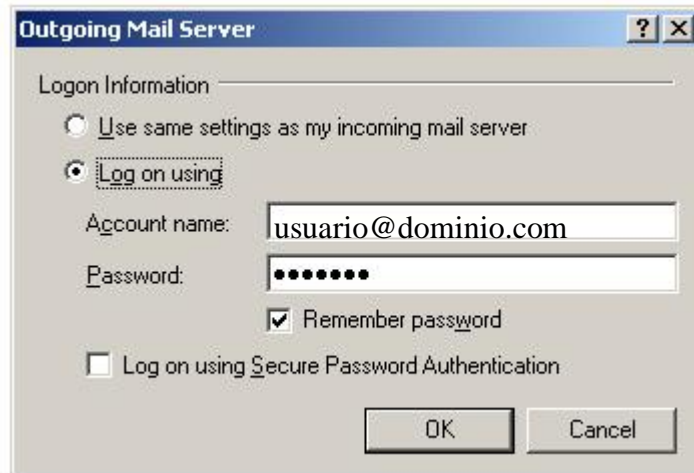 Outgoing Mail Server
Logon Information
Use same settings as my incoming mail server
Log on using
Account name: usuario@dominio.com
Password: •••••••
Remember password
Log on using Secure Password Authentication
OK Cancel